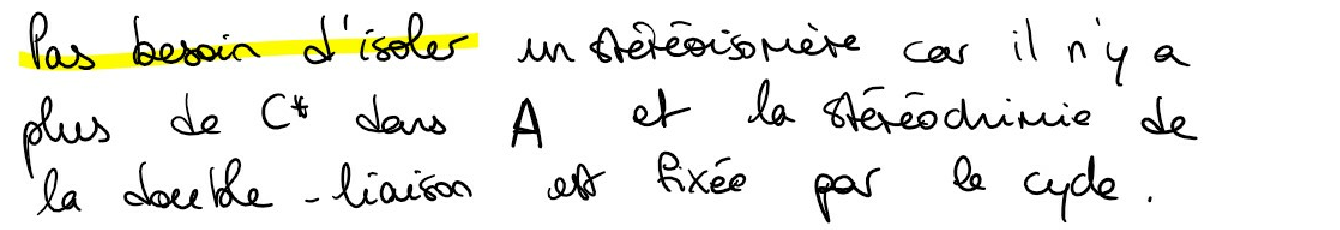 Pas besoin d'isoler un stéréoisomère car il n'y a
plus de C* dans A et la stéréochimie de
la double-liaison est fixée par le cycle.